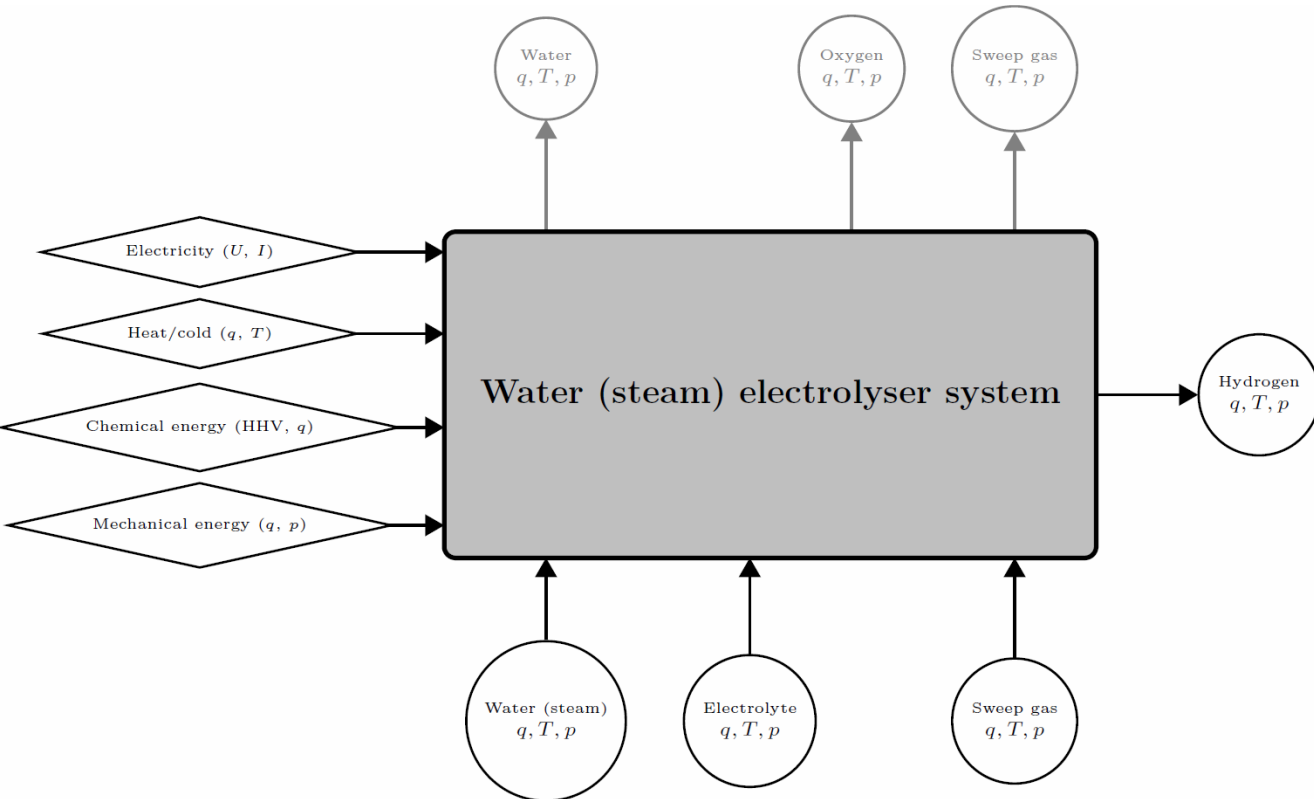 Water
q, T, p
Oxygen
q, T, p
Sweep gas
q, T, p
Electricity (U, I)
Heat/cold (q, T)
Chemical energy (HHV, q)
Mechanical energy (q, p)
Water (steam) electrolyser system
Hydrogen
q, T, p
Water (steam)
q, T, p
Electrolyte
q, T, p
Sweep gas
q, T, p